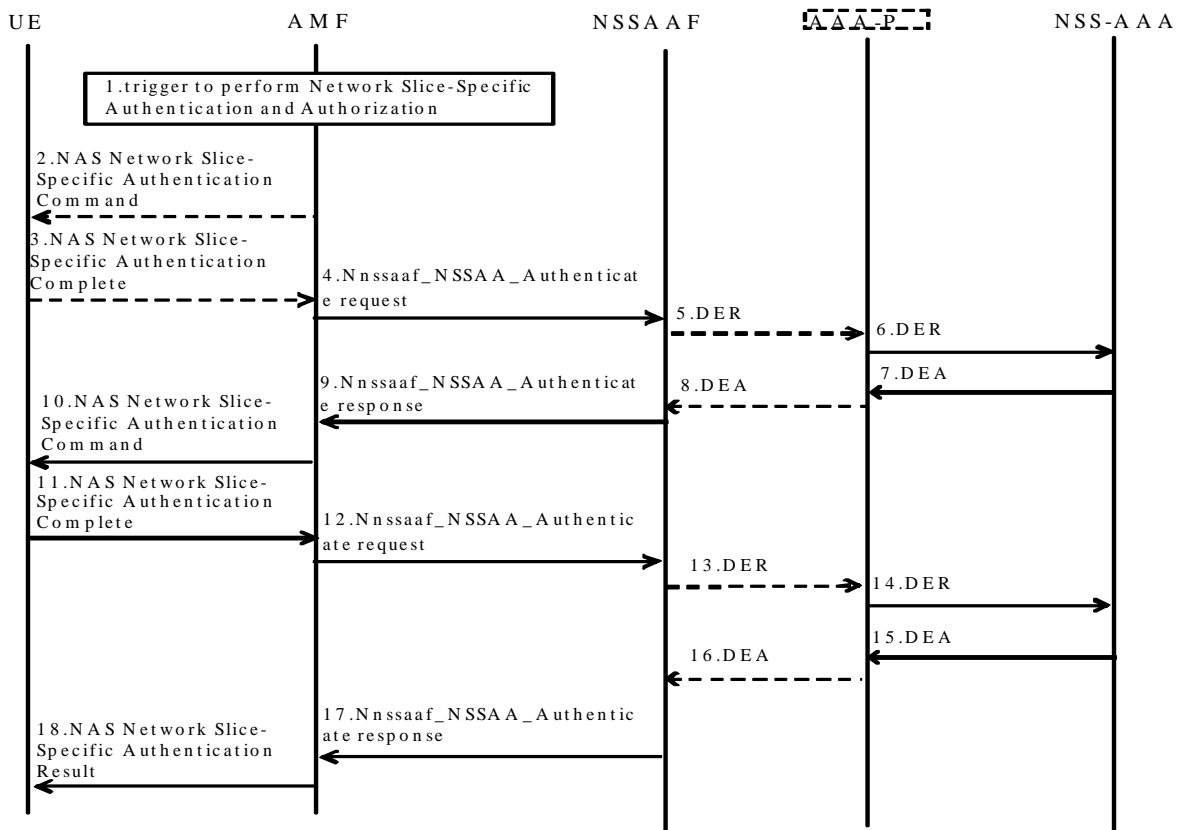 UE AMF NSSAAF AAA-P NSS-AAA
1.trigger to perform Network Slice-Specific
Authentication and Authorization
2.NAS Network Slice-
Specific Authentication
Command
3.NAS Network Slice-
Specific Authentication
Complete
4.Nnssaaf_NSSAA_Authenticat
e request
5.DER
6.DER
7.DEA
8.DEA
9.Nnssaaf_NSSAA_Authenticat
e response
10.NAS Network Slice-
Specific Authentication
Command
11.NAS Network Slice-
Specific Authentication
Complete
12.Nnssaaf_NSSAA_Authentic
ate request
13.DER
14.DER
15.DEA
16.DEA
17.Nnssaaf_NSSAA_Authentic
ate response
18.NAS Network Slice-
Specific Authentication
Result